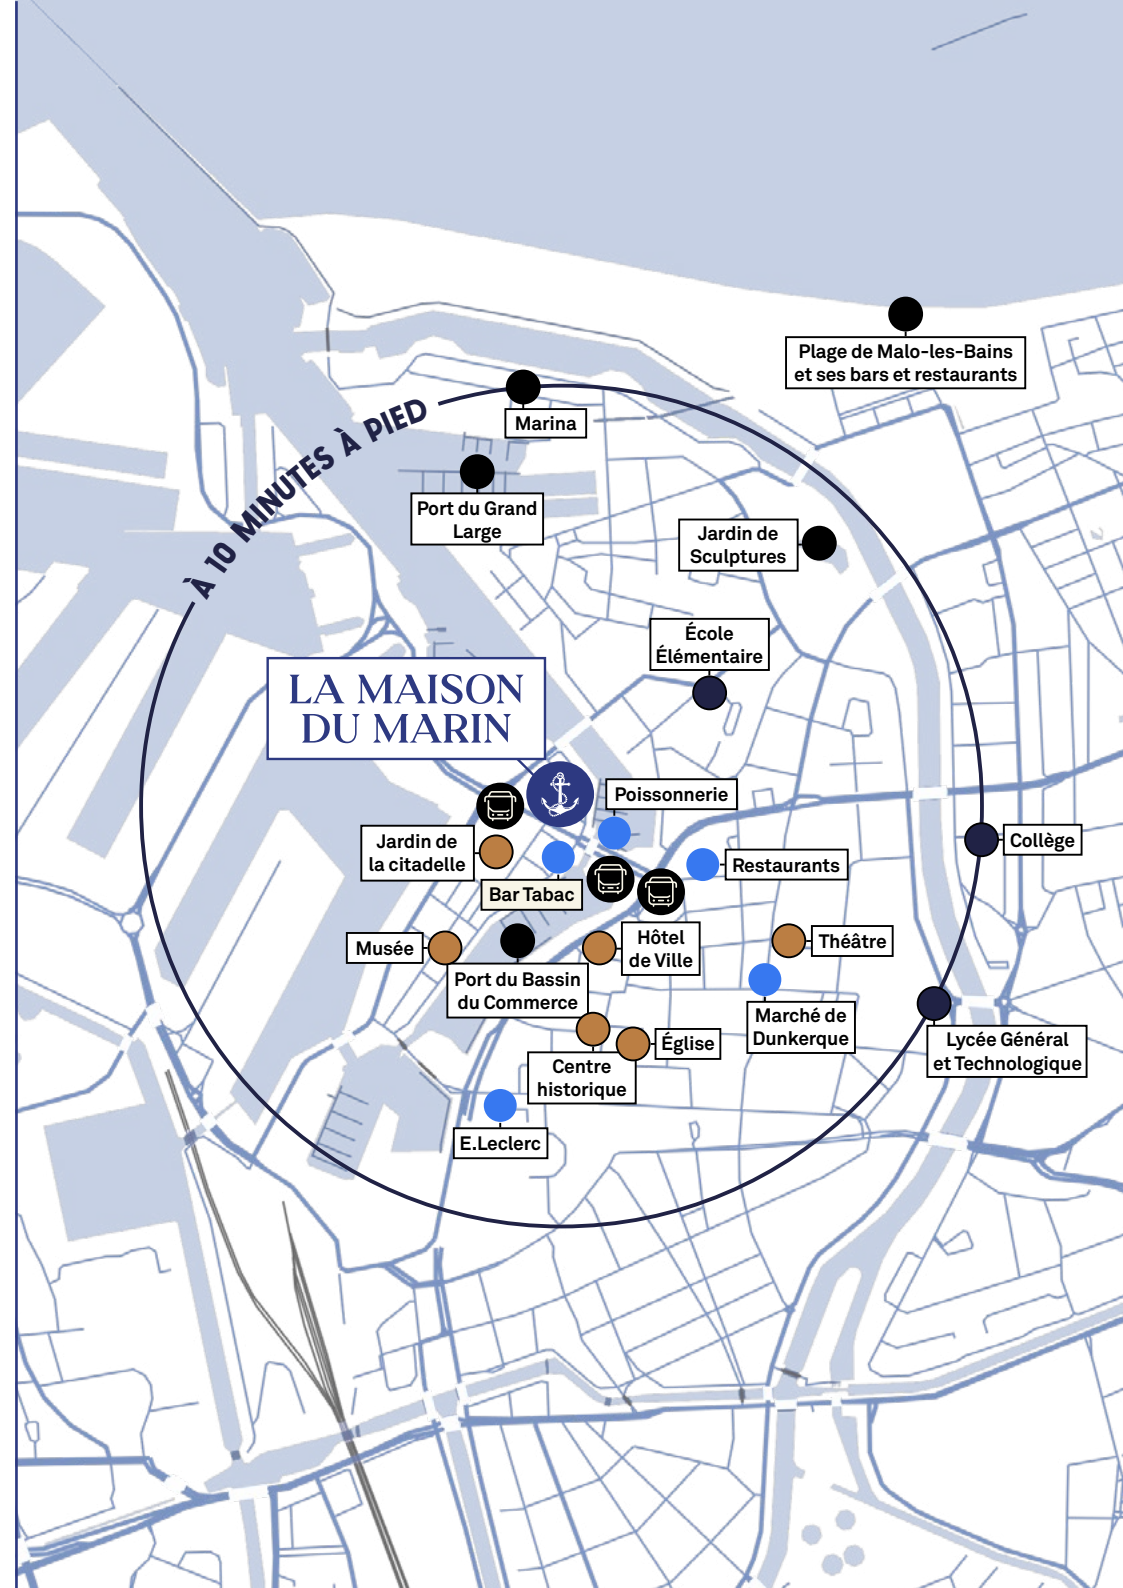 Plage de Malo-les-Bains
et ses bars et restaurants
À 10 MINUTES À PIED
Marina
Port du Grand
Large
Jardin de
Sculptures
École
Élémentaire
LA MAISON
DU MARIN
Poissonnerie
Jardin de
la citadelle
Collège
Restaurants
Bar Tabac
Musée
Hôtel
de Ville
Théâtre
Port du Bassin
du Commerce
Marché de
Dunkerque
Église
Lycée Général
et Technologique
Centre
historique
E.Leclerc